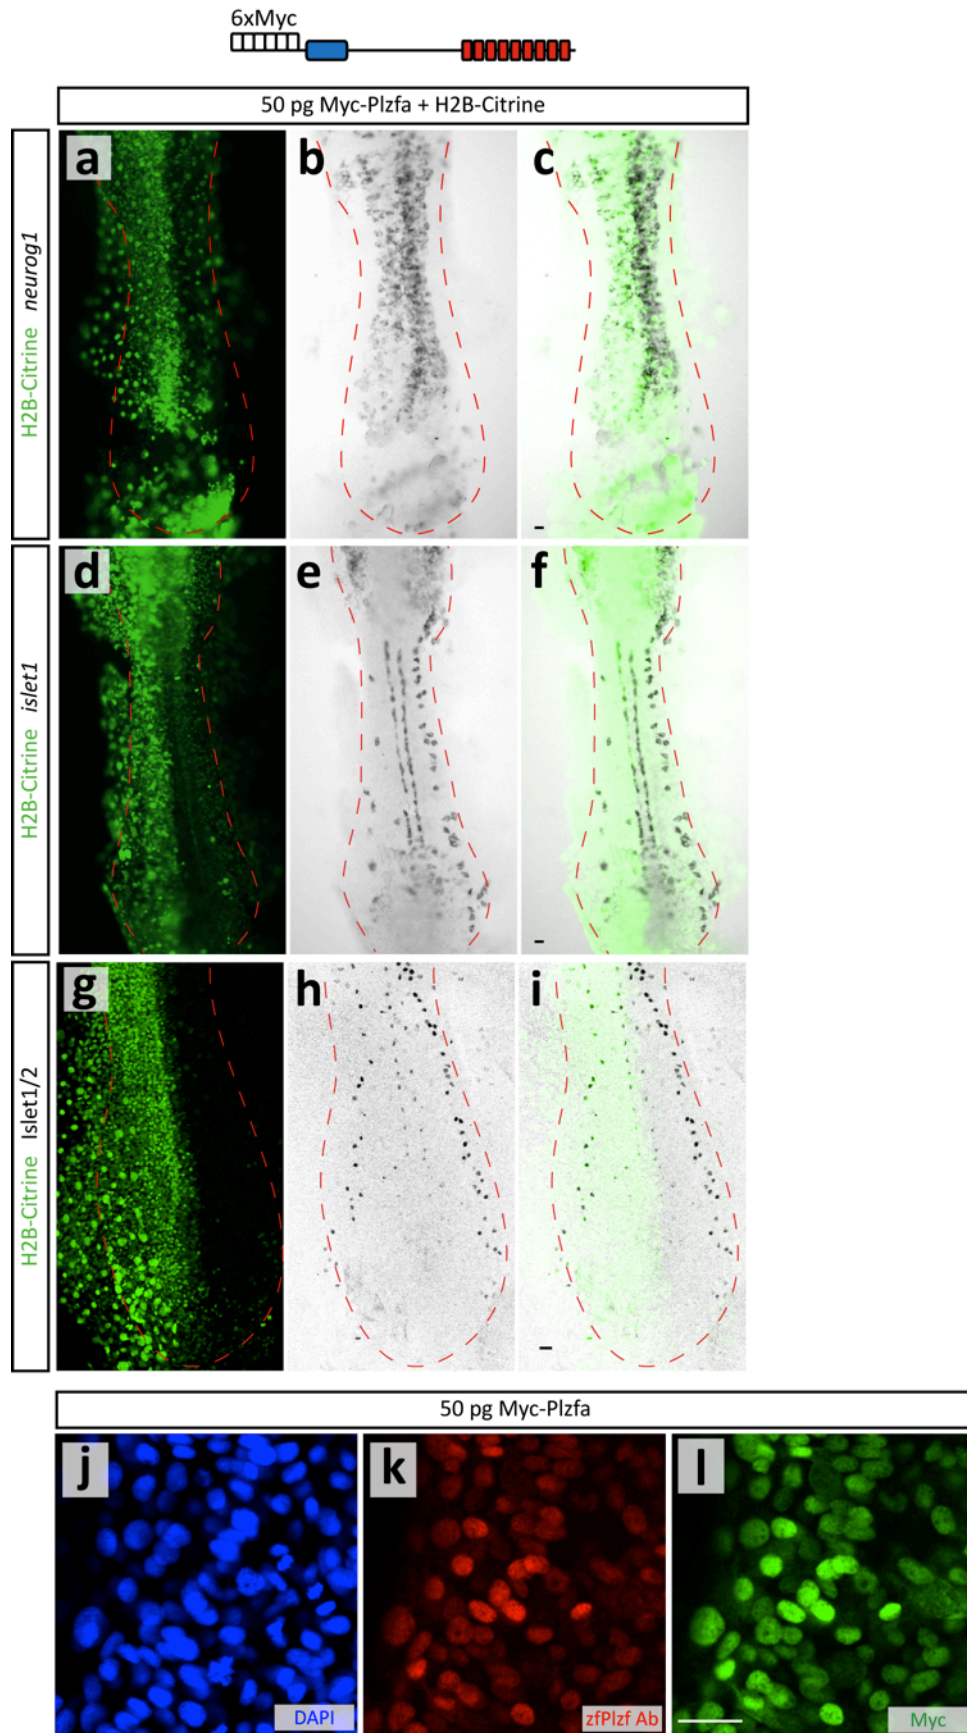 6xMyc
50 pg Myc-Plzfa + H2B-Citrine
H2B-Citrine neurog1
a
b
c
H2B-Citrine islet1
d
e
f
H2B-Citrine Islet1/2
g
h
i
50 pg Myc-Plzfa
j
k
l
DAPI
zfPlzf Ab
Myc